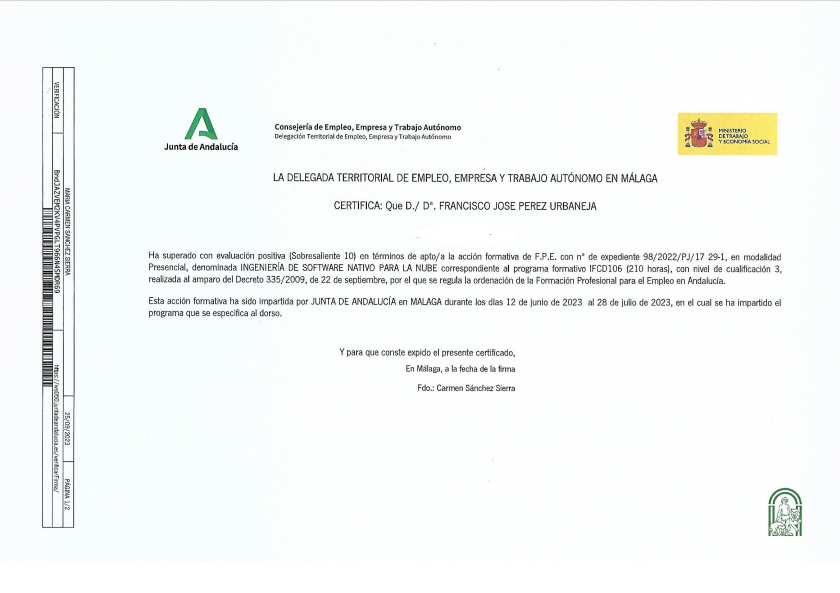 Junta de Andalucía
Consejería de Empleo, Empresa y Trabajo Autónomo
Delegación Territorial de Empleo, Empresa y Trabajo Autónomo
MINISTERIO
DE TRABAJO
Y ECONOMÍA SOCIAL
LA DELEGADA TERRITORIAL DE EMPLEO, EMPRESA Y TRABAJO AUTÓNOMO EN MÁLAGA
CERTIFICA: Que D./ Dª. FRANCISCO JOSE PEREZ URBANEJA
Ha superado con evaluación positiva (Sobresaliente 10) en términos de apto/a la acción formativa de F.P.E. con nº de expediente 98/2022/PJ/17 29-1, en modalidad
Presencial, denominada INGENIERÍA DE SOFTWARE NATIVO PARA LA NUBE correspondiente al programa formativo IFCD106 (210 horas), con nivel de cualificación 3,
realizada al amparo del Decreto 335/2009, de 22 de septiembre, por el que se regula la ordenación de la Formación Profesional para el Empleo en Andalucía.
Esta acción formativa ha sido impartida por JUNTA DE ANDALUCÍA en MALAGA durante los días 12 de junio de 2023 al 28 de julio de 2023, en el cual se ha impartido el
programa que se especifica al dorso.
Y para que conste expido el presente certificado,
En Málaga, a la fecha de la firma
Fdo.: Carmen Sánchez Sierra
MARIA CARMEN SANCHEZ SIERRA
25/09/2023
PÁGINA 1/2
VERIFICACIÓN
https://ws050.juntadeandalucia.es/verificarFirma/